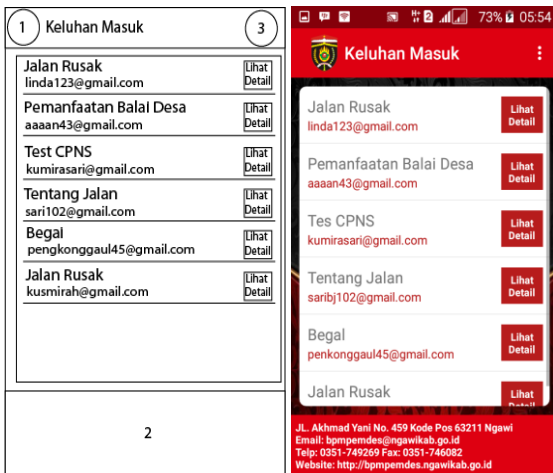 1 Keluhan Masuk 3
Jalan Rusak
linda123@gmail.com
Lihat
Detail
Pemanfaatan Balai Desa
aaaan43@gmail.com
Lihat
Detail
Test CPNS
kumirasari@gmail.com
Lihat
Detail
Tentang Jalan
sari102@gmail.com
Lihat
Detail
Begal
pengkonggaul45@gmail.com
Lihat
Detail
Jalan Rusak
kusmirah@gmail.com
Lihat
Detail
2
73% 05:54
Keluhan Masuk
Jalan Rusak
linda123@gmail.com
Lihat
Detail
Pemanfaatan Balai Desa
aaaan43@gmail.com
Lihat
Detail
Tes CPNS
kumirasari@gmail.com
Lihat
Detail
Tentang Jalan
saribj102@gmail.com
Lihat
Detail
Begal
penkonggaul45@gmail.com
Lihat
Detail
Jalan Rusak
Lihat
JL. Akhmad Yani No. 459 Kode Pos 63211 Ngawi
Email: bpmpemdes@ngawikab.go.id
Telp: 0351-749269 Fax: 0351-746082
Website: http://bpmpemdes.ngawikab.go.id